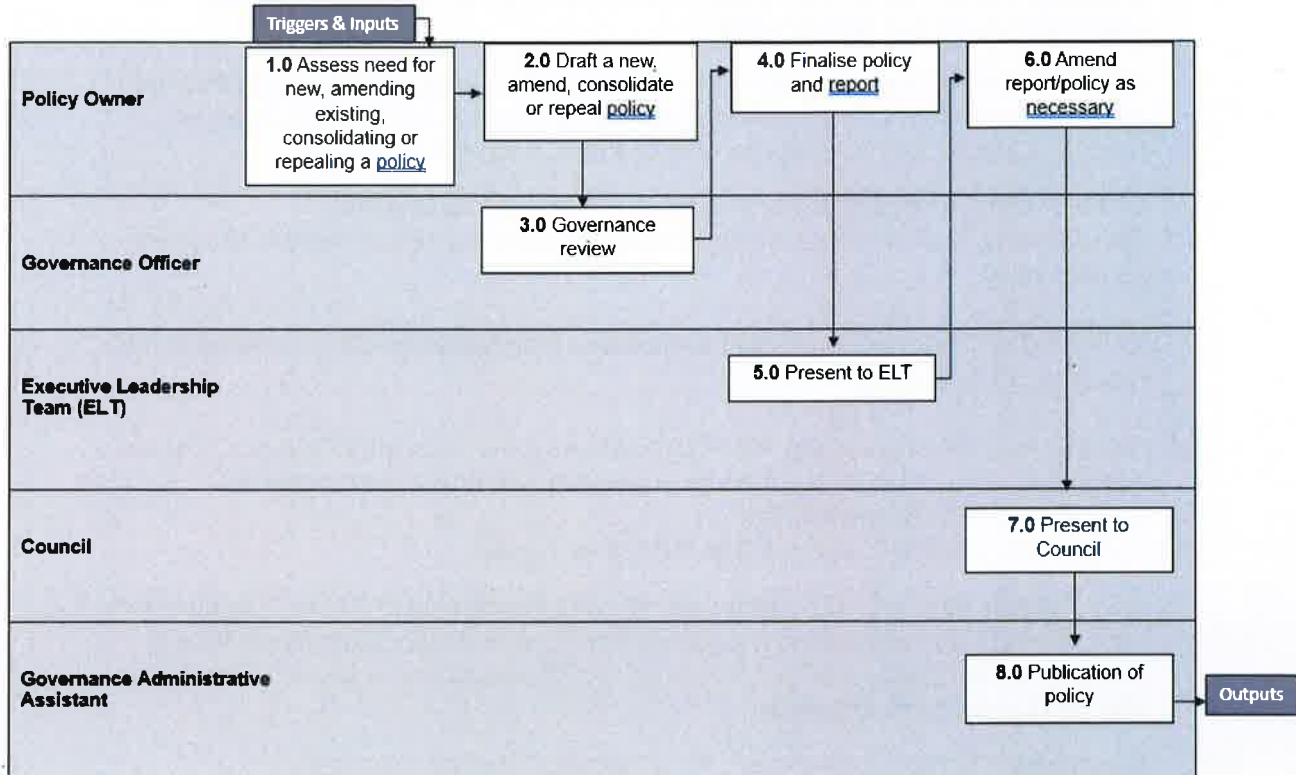 Triggers & Inputs
Policy Owner
1.0 Assess need for
new, amending
existing,
consolidating or
repealing a policy
2.0 Draft a new,
amend, consolidate
or repeal policy
4.0 Finalise policy
and report
6.0 Amend
report/policy as
necessary
Governance Officer
3.0 Governance
review
Executive Leadership
Team (ELT)
5.0 Present to ELT
Council
7.0 Present to
Council
Governance Administrative
Assistant
8.0 Publication of
policy
Outputs